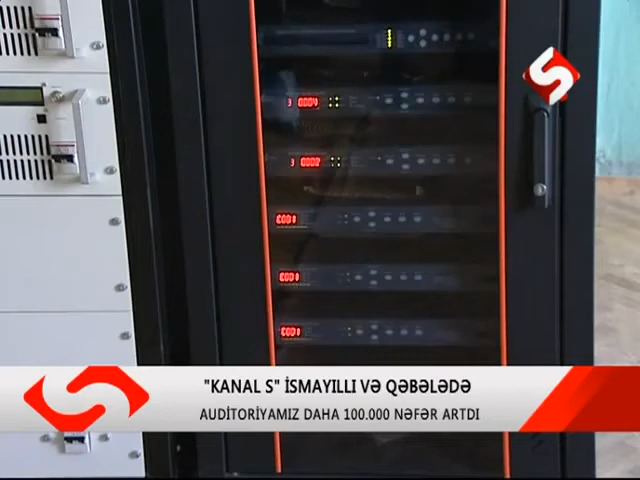 "KANAL S" İSMAYILLI VƏ QƏBƏLƏDƏ
AUDİTORİYAMIZ DAHA 100.000 NƏFƏR ARTDI